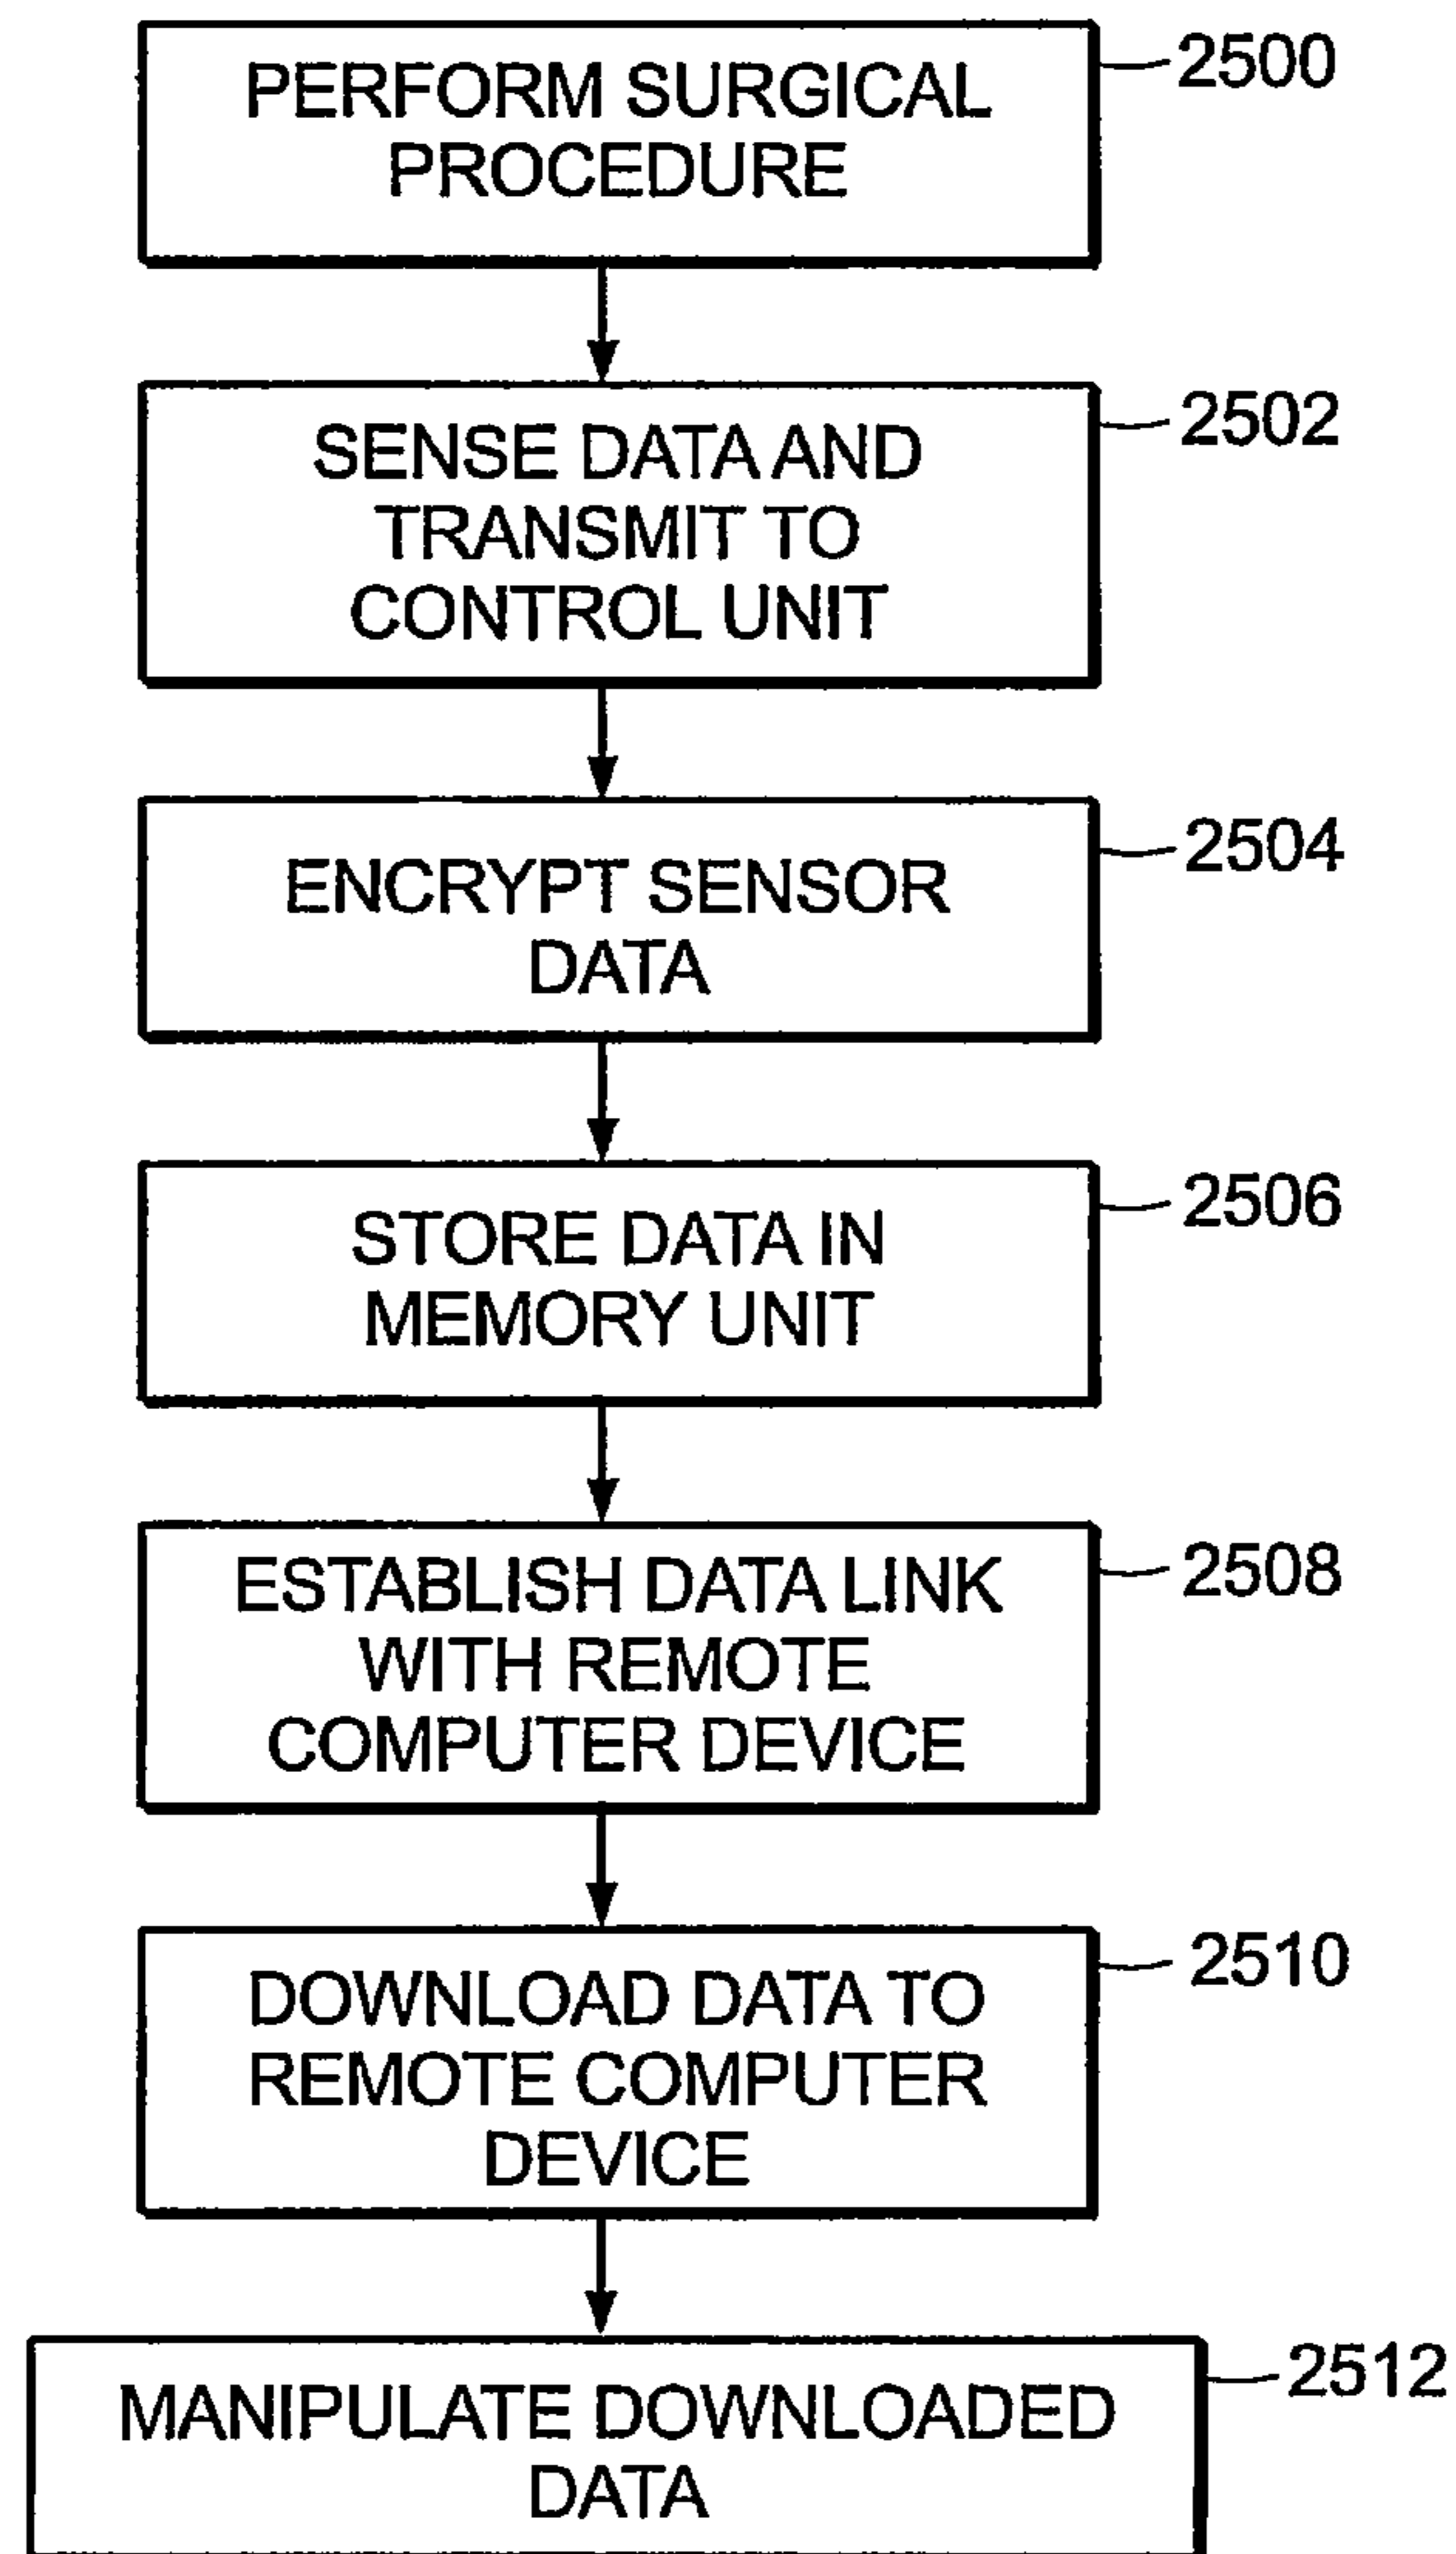 PERFORM SURGICAL
PROCEDURE
2500
SENSE DATA AND
TRANSMIT TO
CONTROL UNIT
2502
ENCRYPT SENSOR
DATA
2504
STORE DATA IN
MEMORY UNIT
2506
ESTABLISH DATA LINK
WITH REMOTE
COMPUTER DEVICE
2508
DOWNLOAD DATA TO
REMOTE COMPUTER
DEVICE
2510
MANIPULATE DOWNLOADED
DATA
2512